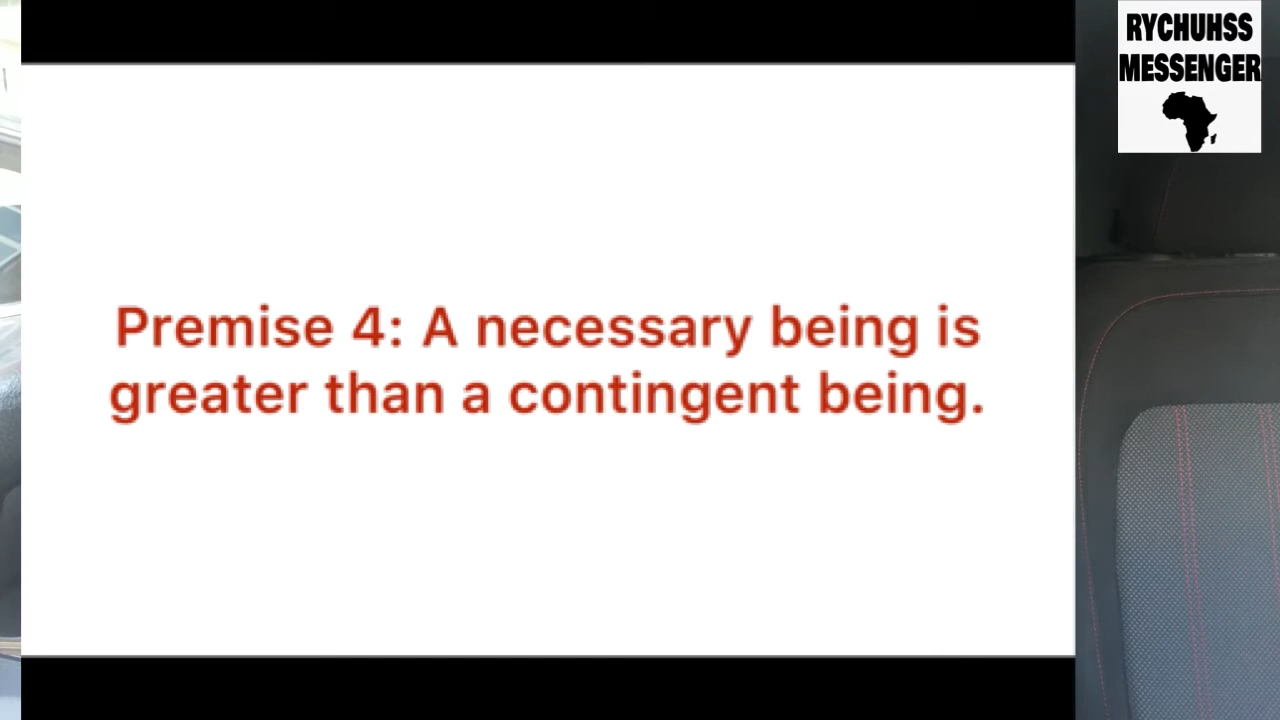 RYCHUHSS
MESSENGER
Premise 4: A necessary being is
greater than a contingent being.